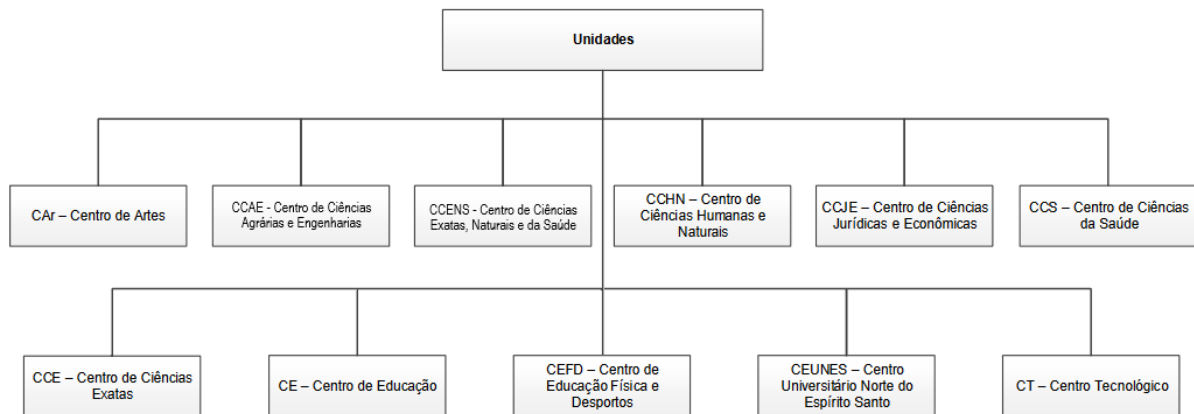 Unidades
CAr – Centro de Artes
CCAE - Centro de Ciências
Agrárias e Engenharias
CCENS - Centro de Ciências
Exatas, Naturais e da Saúde
CCHN – Centro de
Ciências Humanas e
Naturais
CCJE – Centro de Ciências
Jurídicas e Econômicas
CCS – Centro de Ciências
da Saúde
CCE – Centro de Ciências
Exatas
CE – Centro de Educação
CEFD – Centro de
Educação Física e
Desportos
CEUNES – Centro
Universitário Norte do
Espírito Santo
CT – Centro Tecnológico